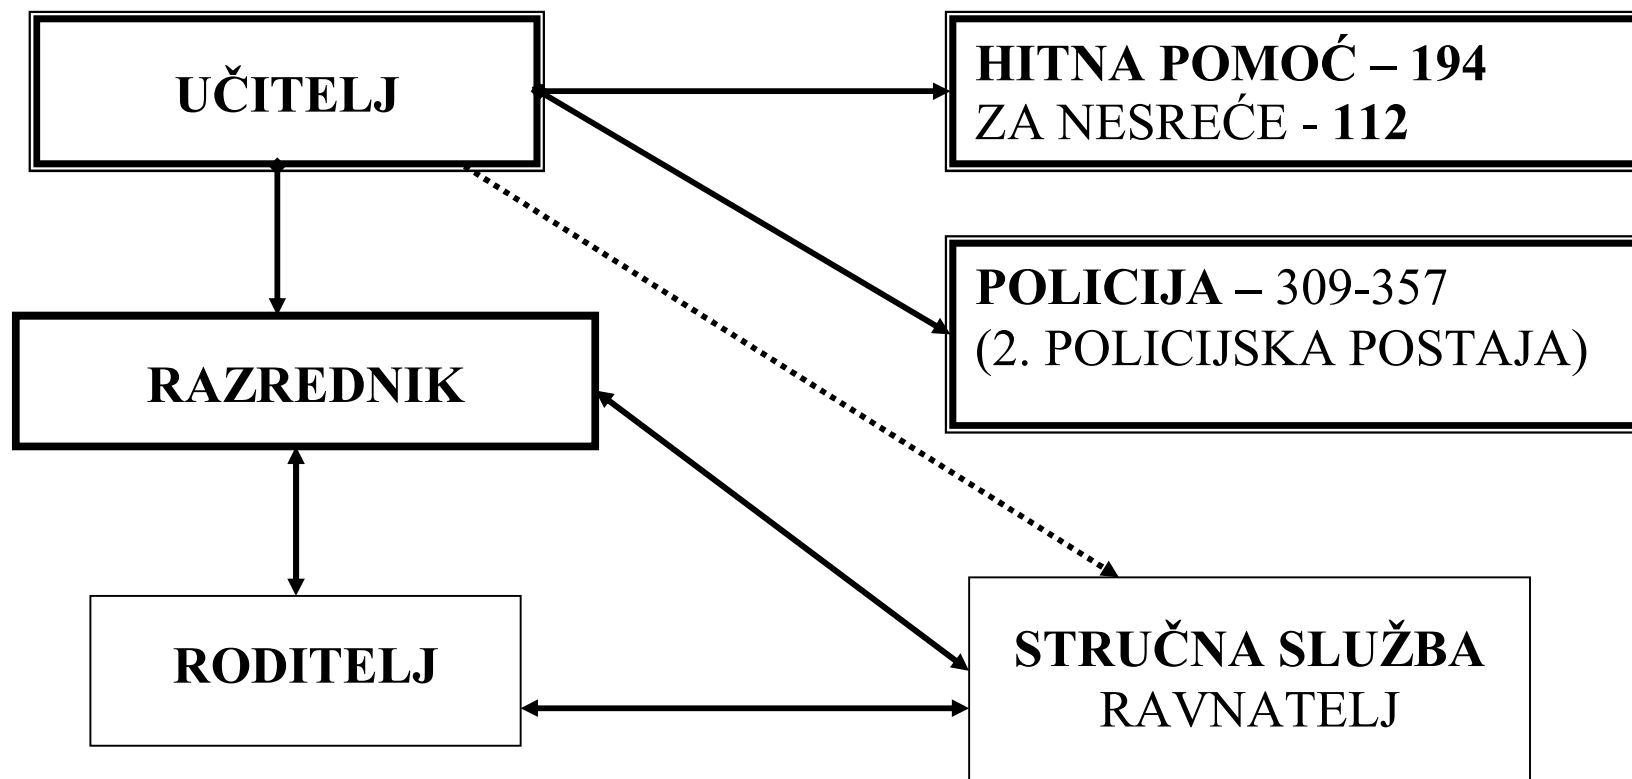 UČITELJ
HITNA POMOĆ – 194
ZA NESREĆE - 112
POLICIJA – 309-357
(2. POLICIJSKA POSTAJA)
RAZREDNIK
RODITELJ
STRUČNA SLUŽBA
RAVNATELJ